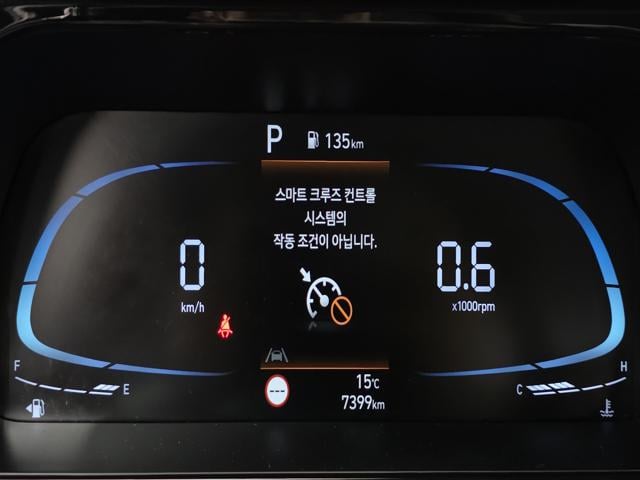 P 135km
스마트 크루즈 컨트롤
시스템의
작동 조건이 아닙니다.
0
km/h
0.6
x1000rpm
F E
C H
15℃
7399km